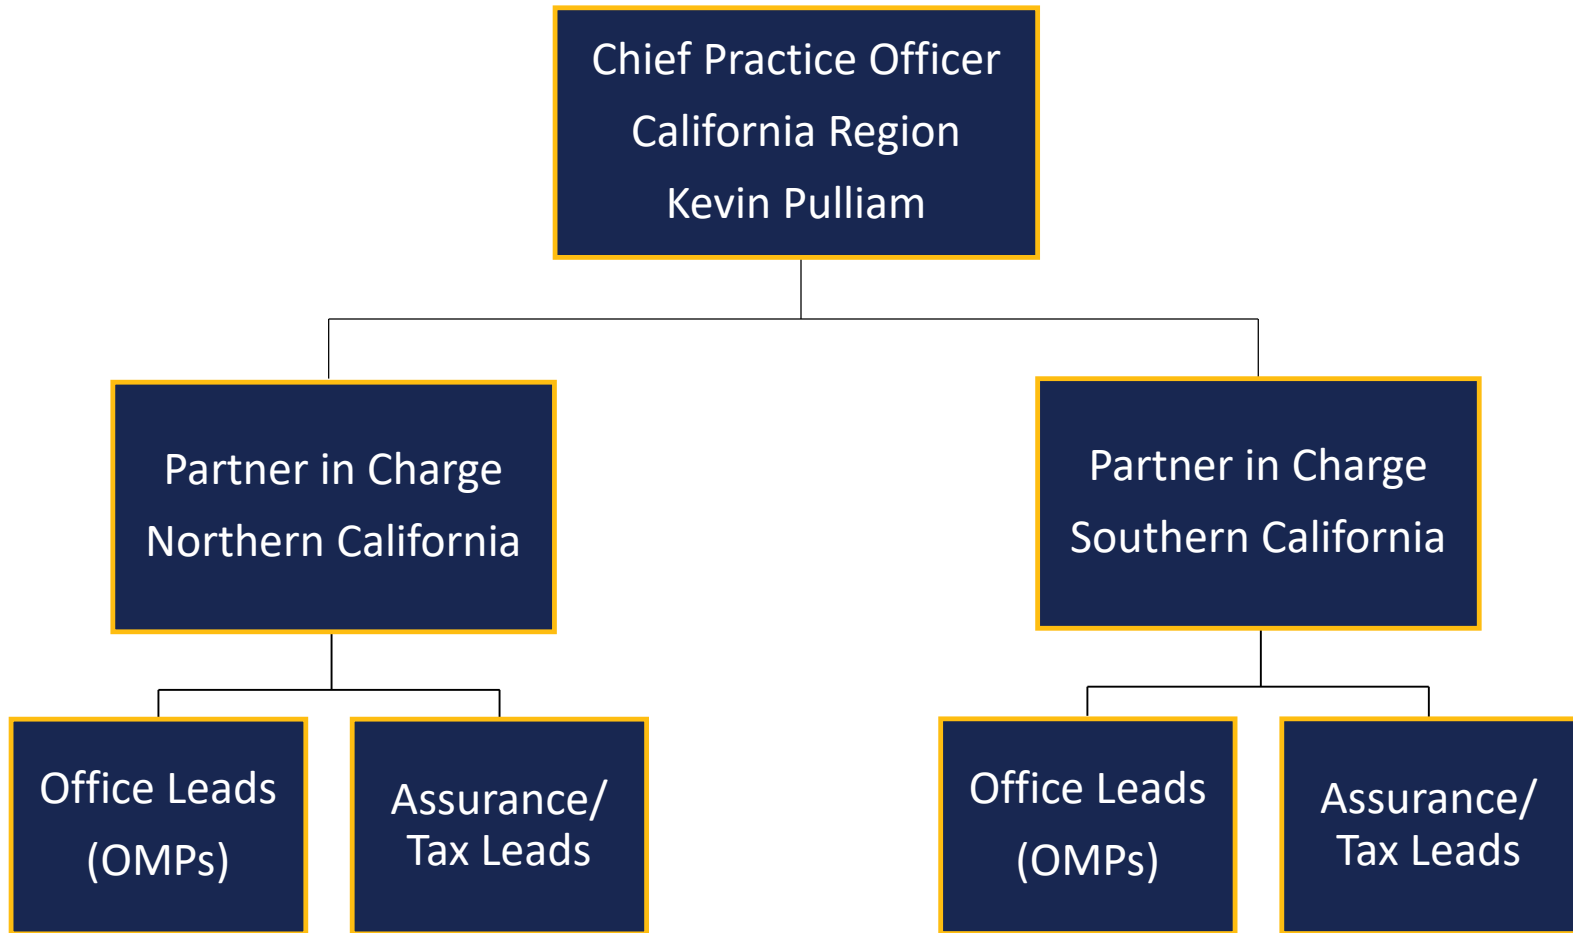 Chief Practice Officer
California Region
Kevin Pulliam
Partner in Charge
Northern California
Partner in Charge
Southern California
Office Leads
(OMPs)
Assurance/
Tax Leads
Office Leads
(OMPs)
Assurance/
Tax Leads